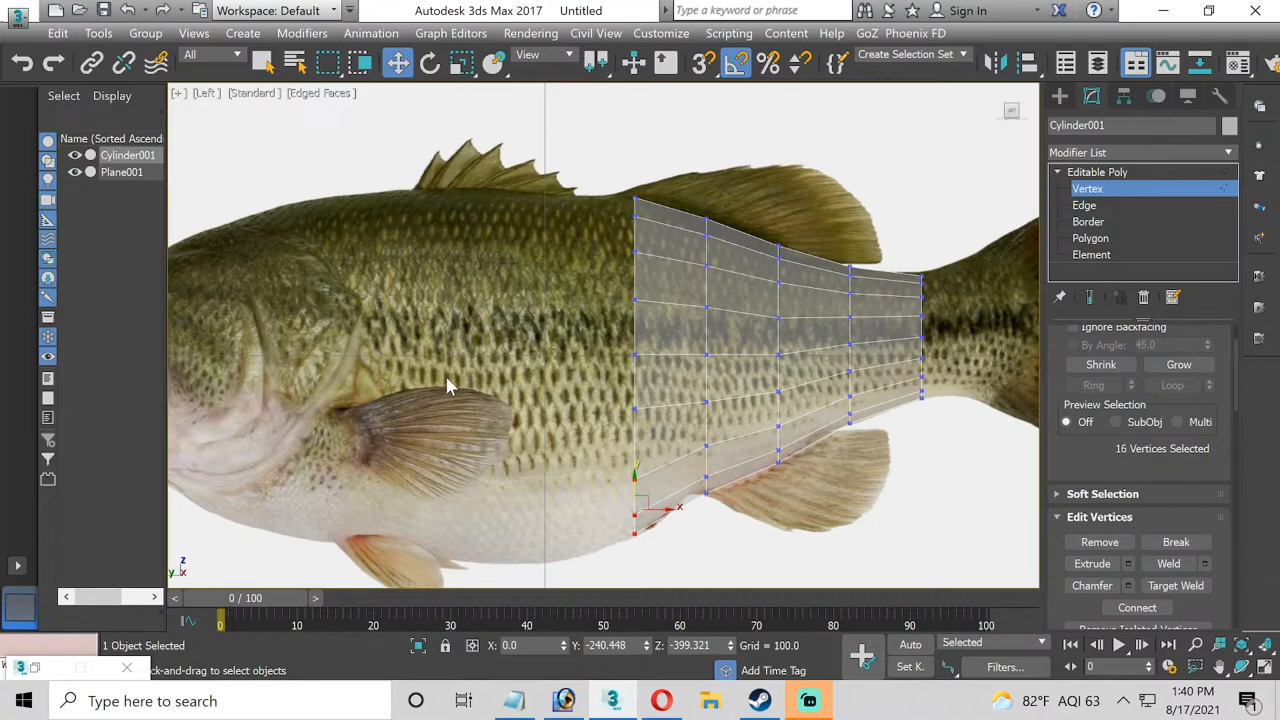 Workspace: Default
Autodesk 3ds Max 2017
Untitled
Type a keyword or phrase
Sign In
Edit Tools Group Views Create Modifiers Animation Graph Editors Rendering Civil View Customize Scripting Content Help GoZ Phoenix FD
All
View
Create Selection Set
Select Display
Name (Sorted Ascend
Cylinder001
Plane001
[+] [Left] [Standard] [Edged Faces]
x
y
z
y x
Cylinder001
Modifier List
Editable Poly
Vertex
Edge
Border
Polygon
Element
Ignore Backfacing
By Angle: 45.0
Shrink Grow
Ring Loop
Preview Selection
Off SubObj Multi
16 Vertices Selected
Soft Selection
Edit Vertices
Remove Break
Extrude Weld
Chamfer Target Weld
Connect
0 / 100
0 10 20 30 40 50 60 70 80 90 100
1 Object Selected
X: 0.0 Y: -240.448 Z: -399.321 Grid = 100.0
Auto Selected
ck-and-drag to select objects
Add Time Tag
Set K. Filters... 0
Type here to search
82°F AQI 63
1:40 PM
8/17/2021